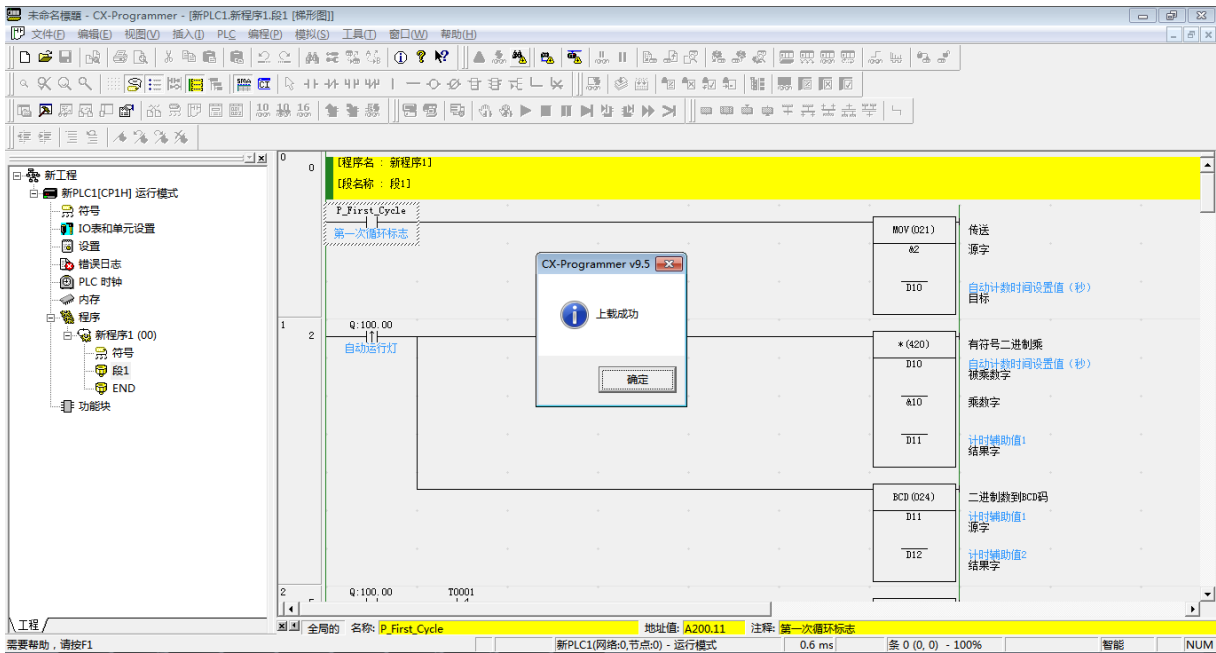 未命名標題 - CX-Programmer - [新PLC1.新程序1.段1 [梯形图]]
文件(F) 编辑(E) 视图(V) 插入(I) PLC 编程(P) 模拟(S) 工具(T) 窗口(W) 帮助(H)
10 10 16
新工程
新PLC1[CP1H] 运行模式
符号
IO表和单元设置
设置
错误日志
PLC 时钟
内存
程序
新程序1 (00)
符号
段1
END
功能块
工程
0
0
[程序名 : 新程序1]
[段名称 : 段1]
P_First_Cycle
第一次循环标志
MOV(021)
传送
&2
源字
D10
自动计数时间设置值（秒）
目标
CX-Programmer v9.5
上载成功
确定
1
2
Q:100.00
自动运行灯
*(420)
有符号二进制乘
D10
自动计数时间设置值（秒）
被乘数字
&10
乘数字
D11
计时辅助值1
结果字
BCD(024)
二进制数到BCD码
D11
计时辅助值1
源字
D12
计时辅助值2
结果字
2
Q:100.00
T0001
全局的 名称: P_First_Cycle 地址值: A200.11 注释: 第一次循环标志
需要帮助，请按F1 新PLC1(网络:0,节点:0) - 运行模式 0.6 ms 条 0 (0, 0) - 100% 智能 NUM